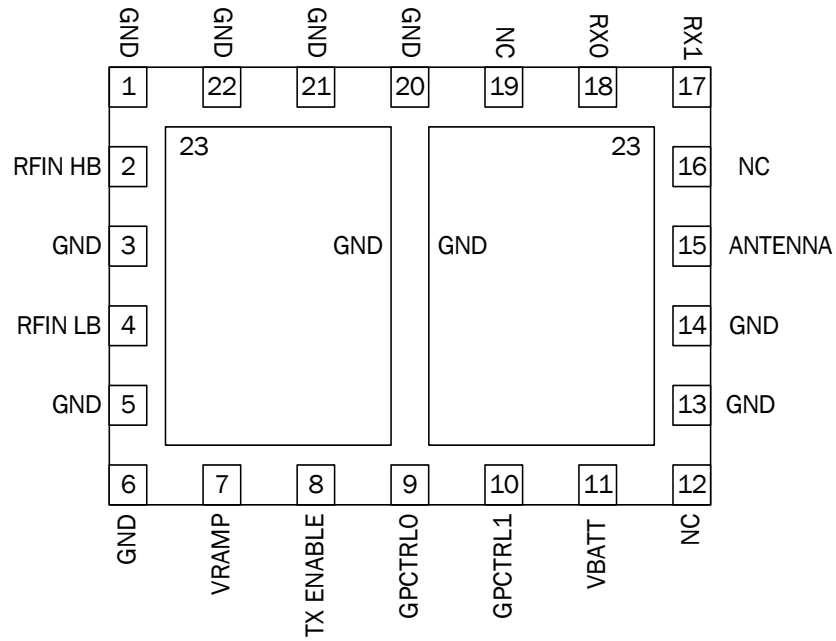 GND
GND
GND
GND
NC
RX0
RX1
1
22
21
20
19
18
17
23
23
RFIN HB
2
16
NC
GND
3
GND
GND
15
ANTENNA
RFIN LB
4
14
GND
GND
5
13
GND
6
7
8
9
10
11
12
GND
VRAMP
TX ENABLE
GPCTRL0
GPCTRL1
VBATT
NC